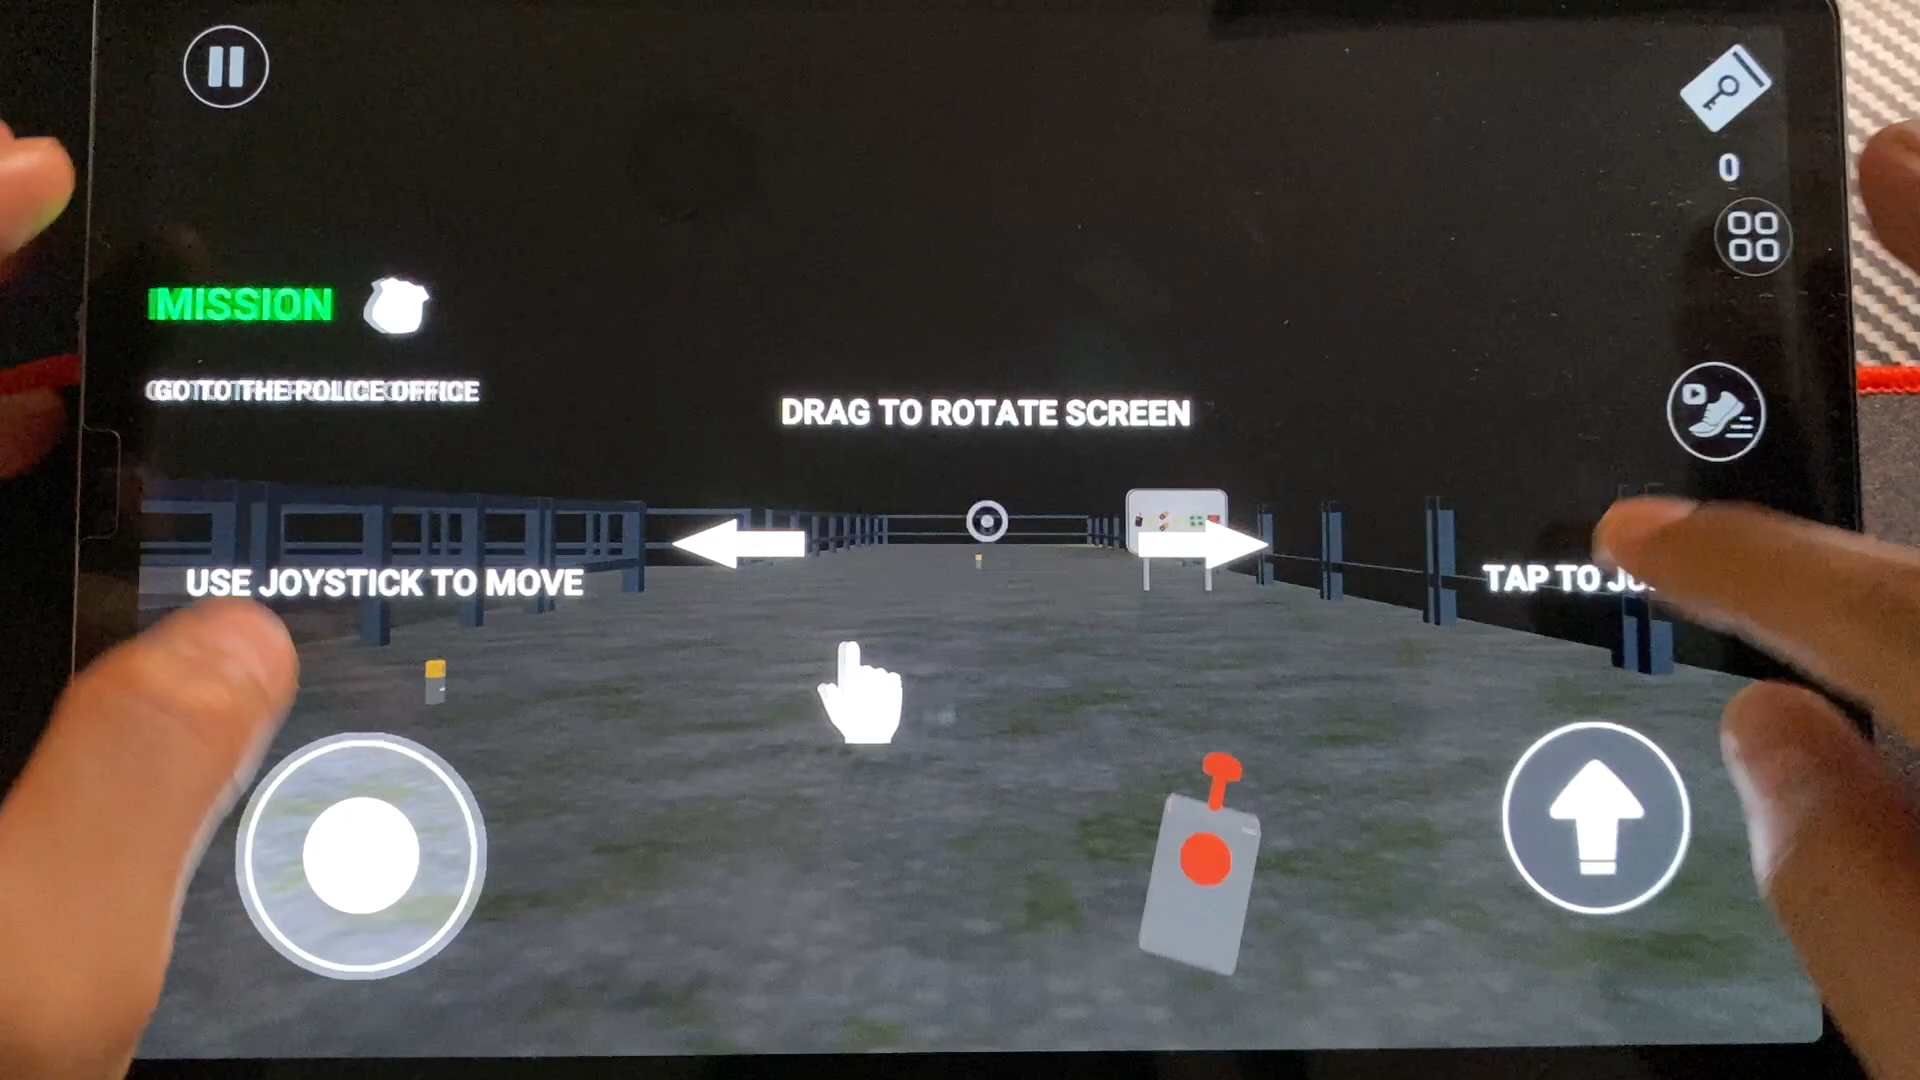 0
MISSION
GO TO THE POLICE OFFICE
DRAG TO ROTATE SCREEN
USE JOYSTICK TO MOVE
TAP TO